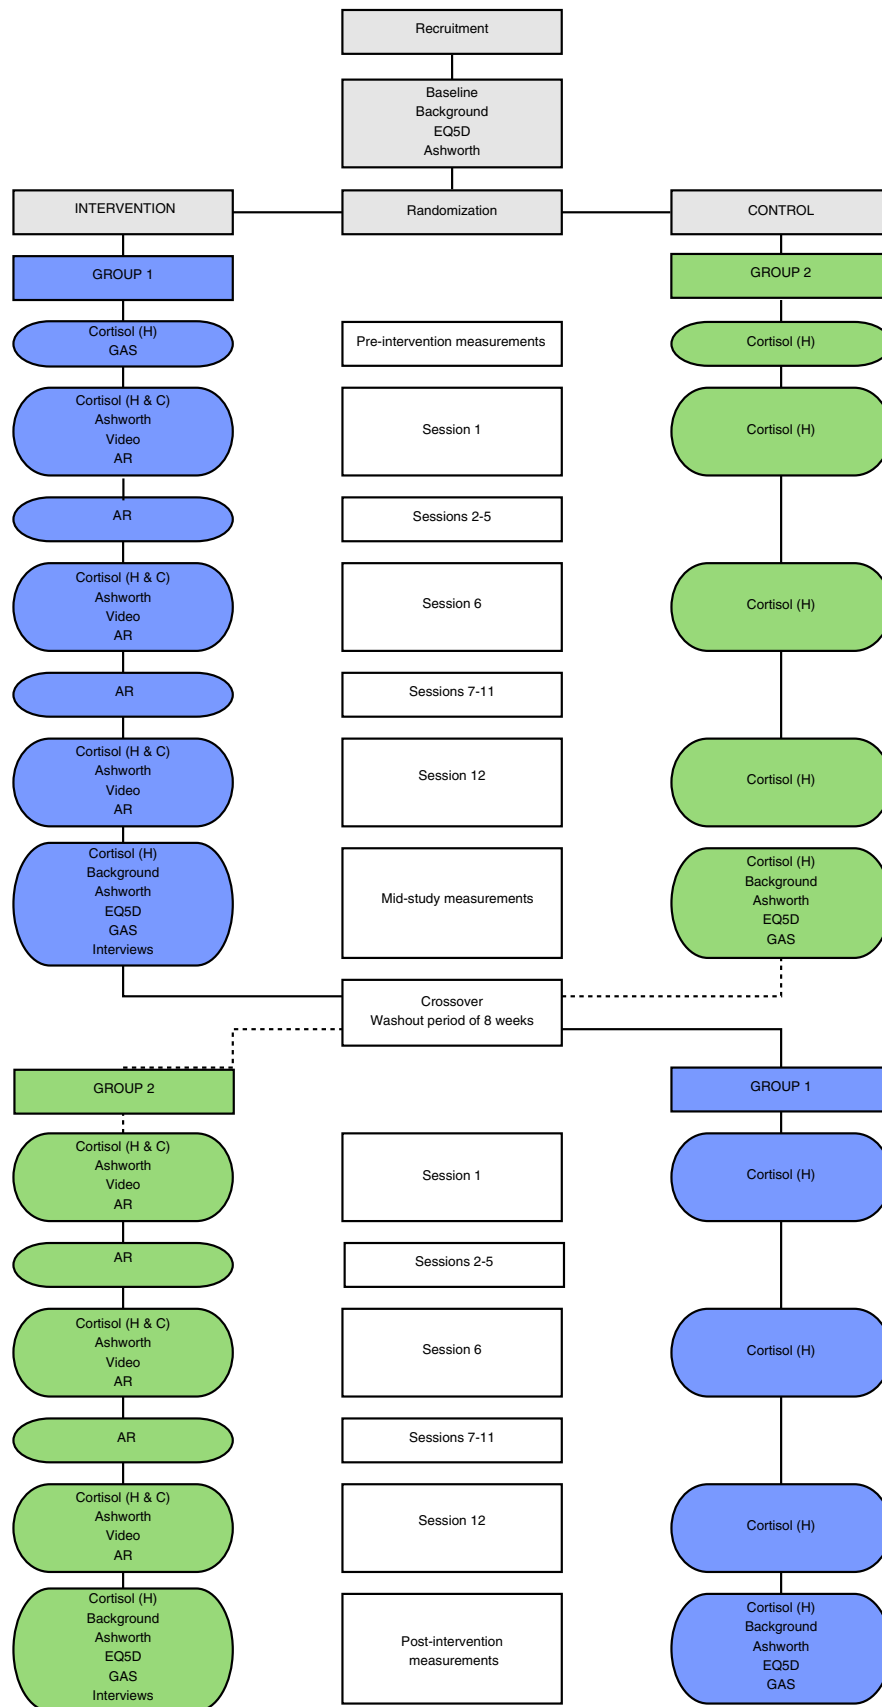 Recruitment
Baseline
Background
EQ5D
Ashworth
INTERVENTION
Randomization
CONTROL
GROUP 1
GROUP 2
Cortisol (H)
GAS
Pre-intervention measurements
Cortisol (H)
Cortisol (H & C)
Ashworth
Video
AR
Session 1
Cortisol (H)
AR
Sessions 2-5
Cortisol (H & C)
Ashworth
Video
AR
Session 6
Cortisol (H)
AR
Sessions 7-11
Cortisol (H & C)
Ashworth
Video
AR
Session 12
Cortisol (H)
Cortisol (H)
Background
Ashworth
EQ5D
GAS
Interviews
Mid-study measurements
Cortisol (H)
Background
Ashworth
EQ5D
GAS
Crossover
Washout period of 8 weeks
GROUP 2
GROUP 1
Cortisol (H & C)
Ashworth
Video
AR
Session 1
Cortisol (H)
AR
Sessions 2-5
Cortisol (H & C)
Ashworth
Video
AR
Session 6
Cortisol (H)
AR
Sessions 7-11
Cortisol (H & C)
Ashworth
Video
AR
Session 12
Cortisol (H)
Cortisol (H)
Background
Ashworth
EQ5D
GAS
Interviews
Post-intervention
measurements
Cortisol (H)
Background
Ashworth
EQ5D
GAS